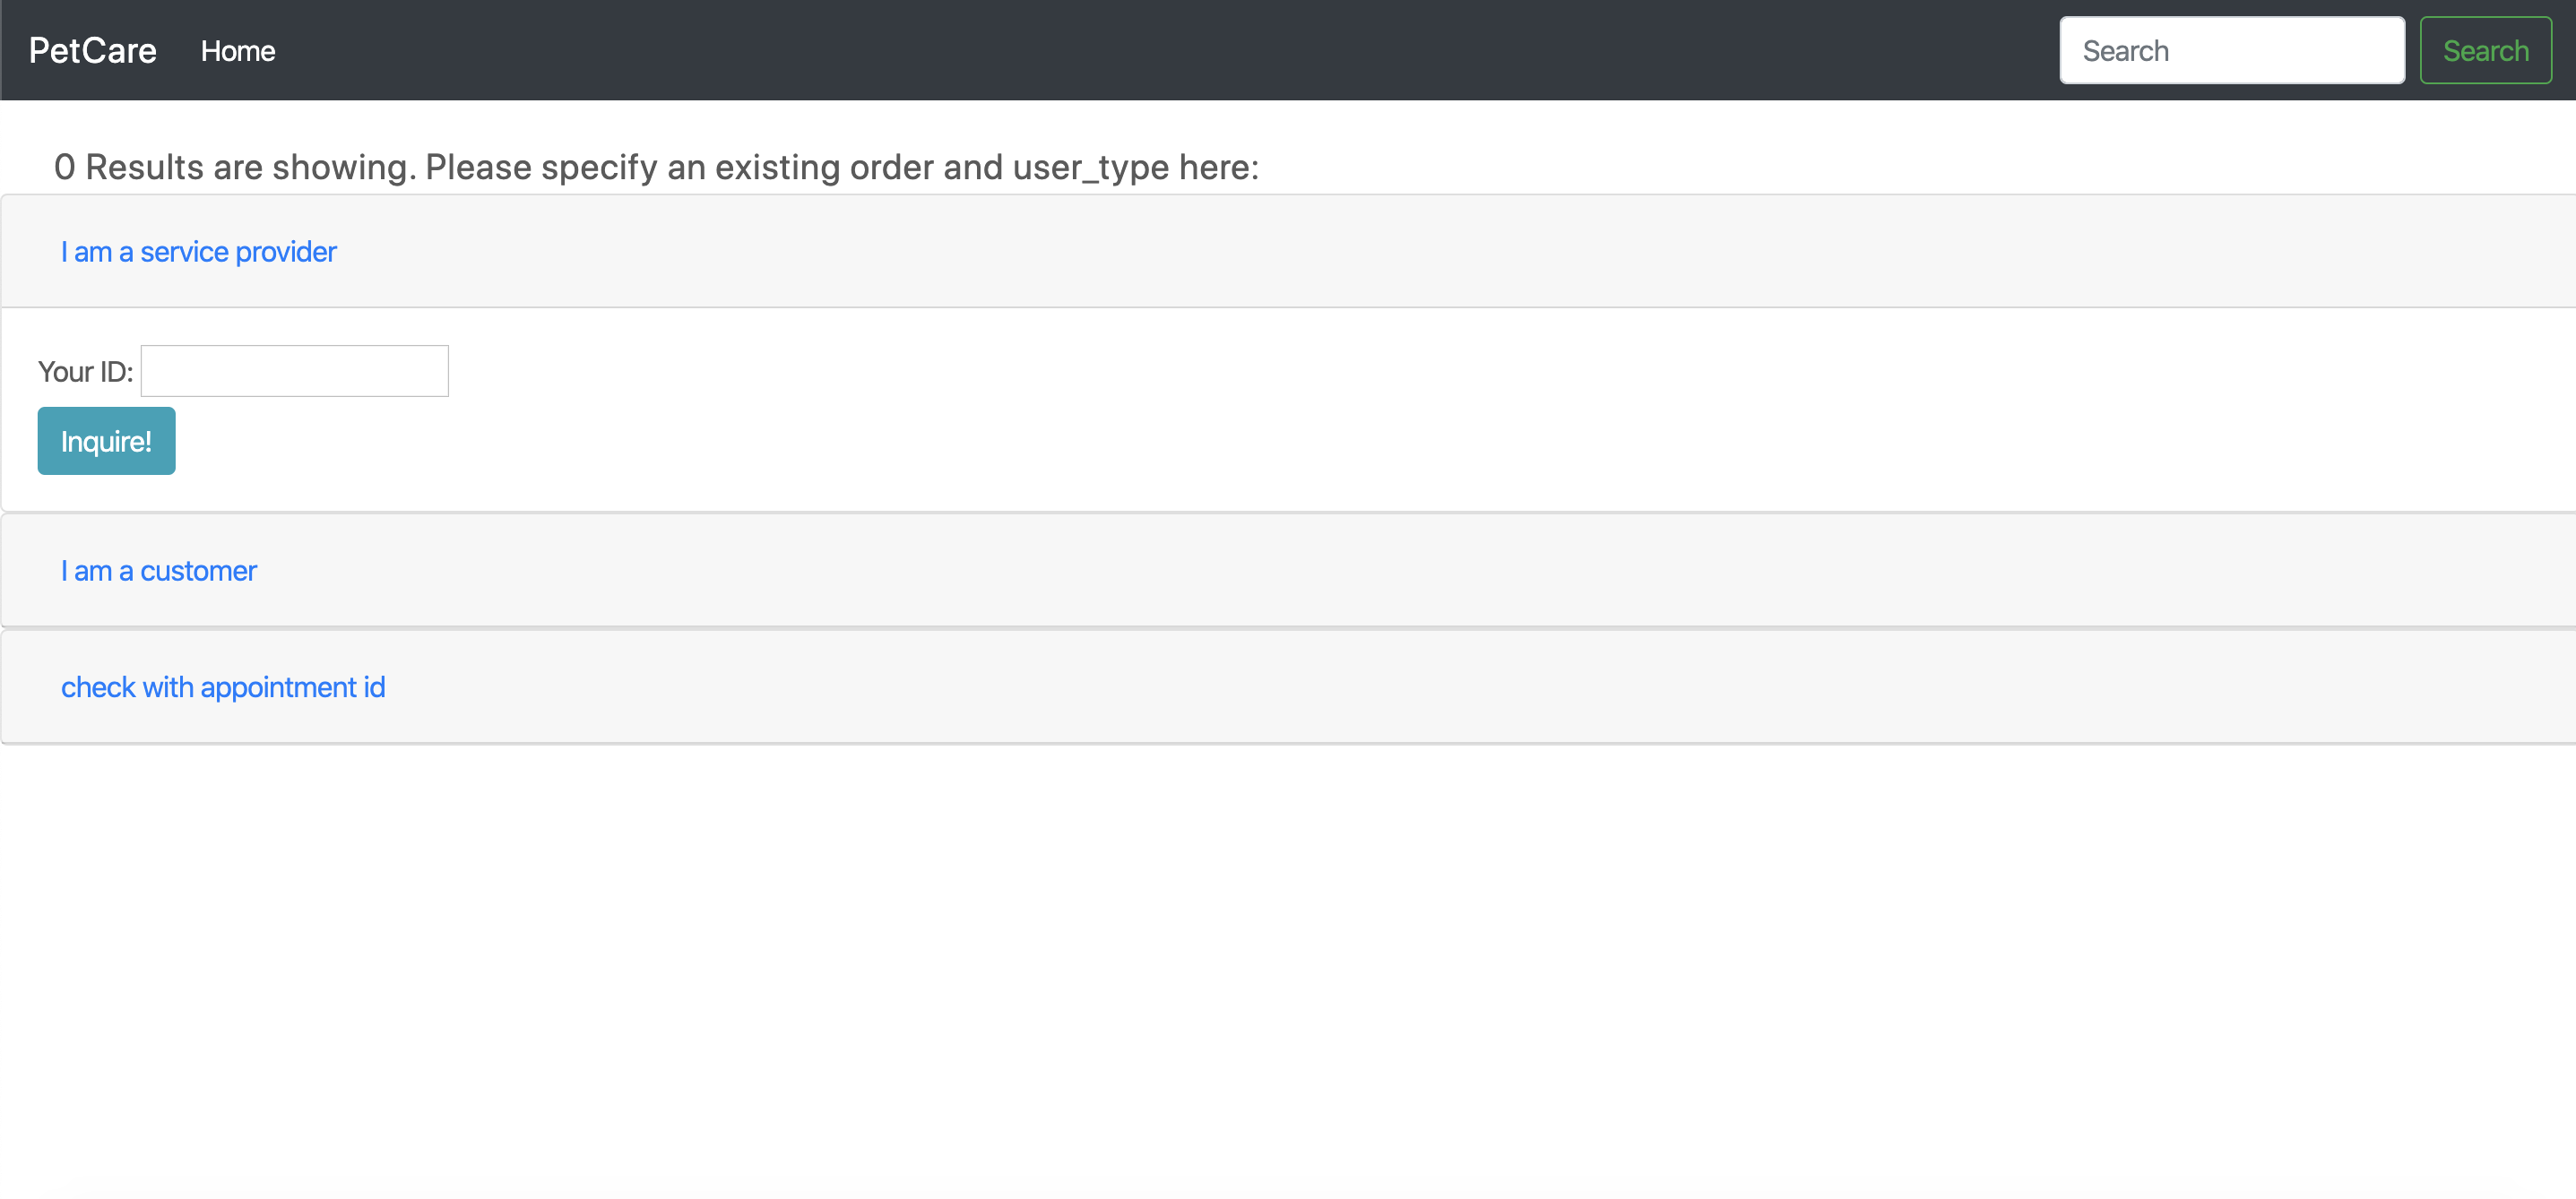 PetCare Home Search Search
0 Results are showing. Please specify an existing order and user_type here:
I am a service provider
Your ID:
Inquire!
I am a customer
check with appointment id